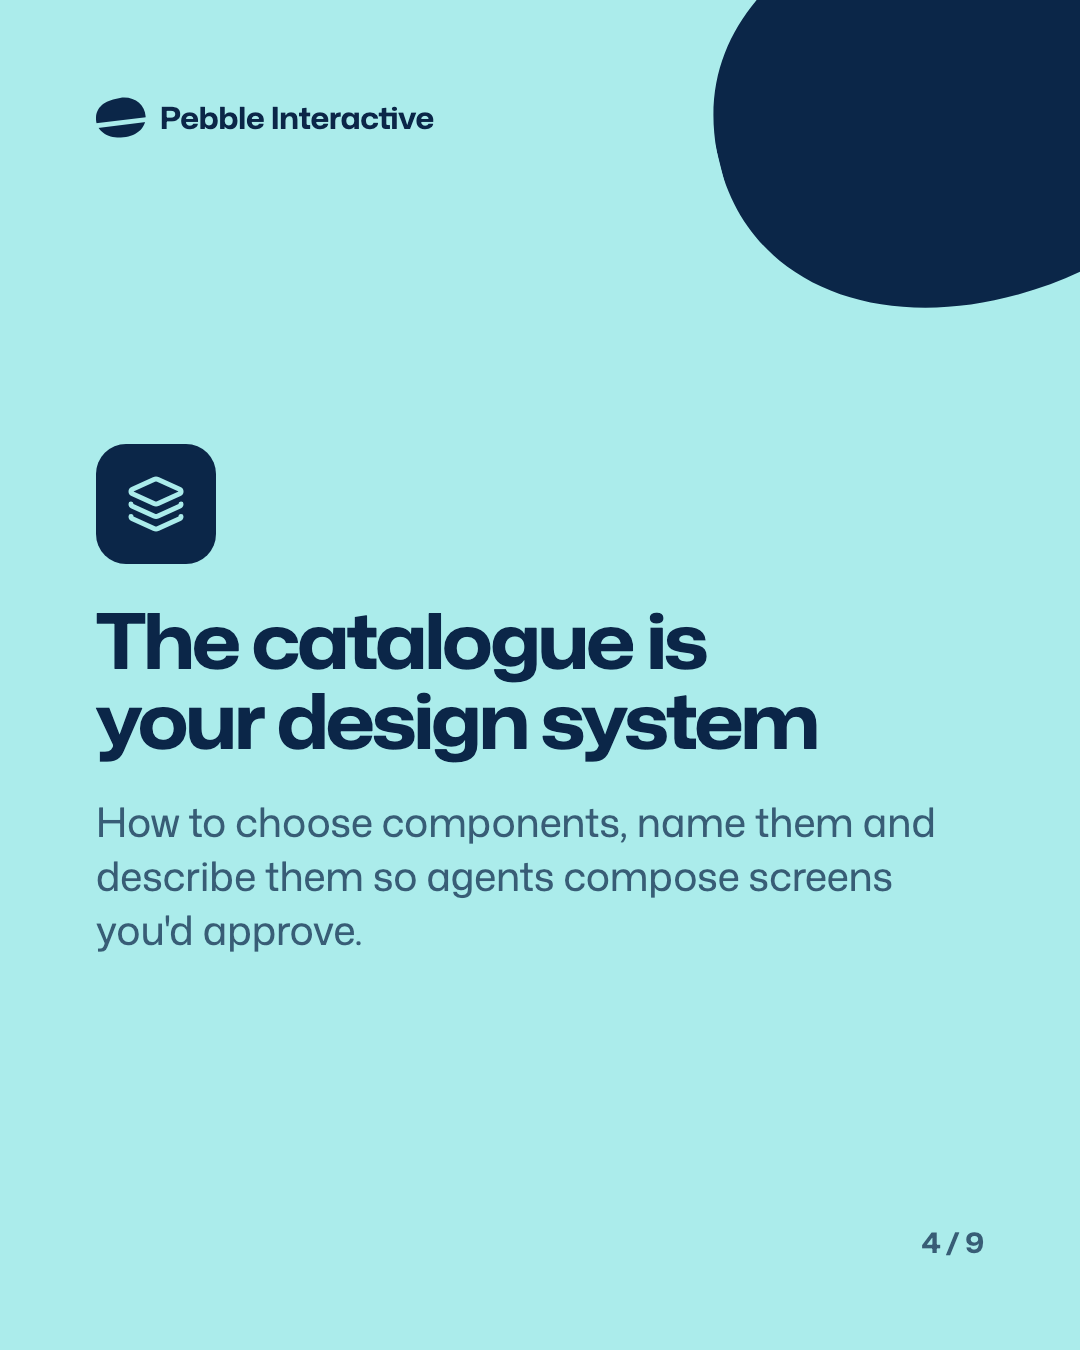 Pebble Interactive
The catalogue is
your design system
How to choose components, name them and
describe them so agents compose screens
you'd approve.
4 / 9